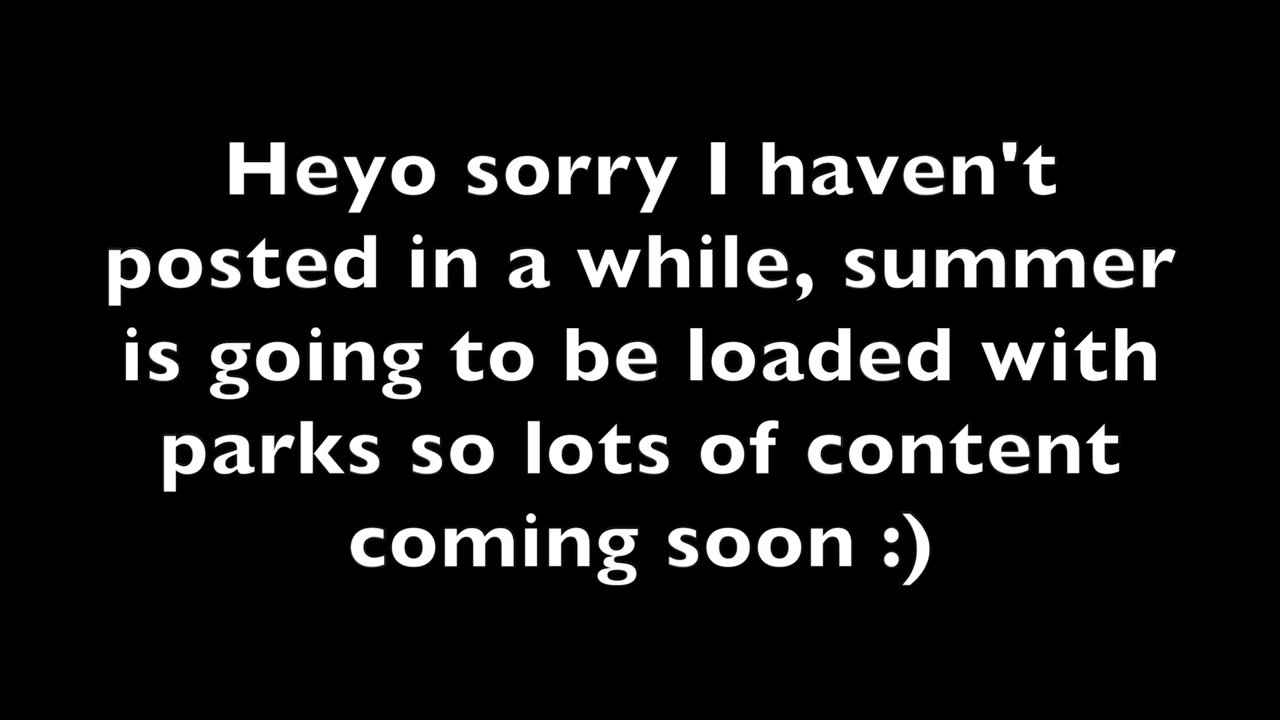 Heyo sorry I haven't
posted in a while, summer
is going to be loaded with
parks so lots of content
coming soon :)